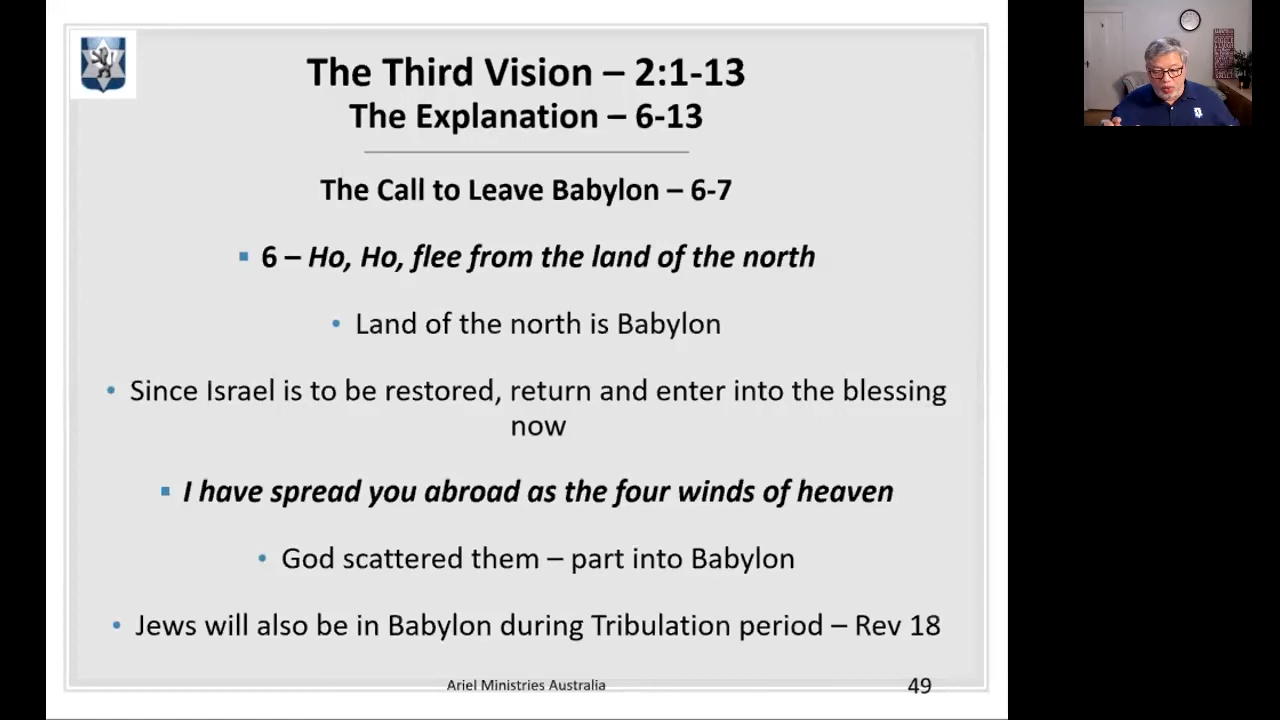 The Third Vision – 2:1-13
The Explanation – 6-13
The Call to Leave Babylon – 6-7
▪ 6 – Ho, Ho, flee from the land of the north
• Land of the north is Babylon
• Since Israel is to be restored, return and enter into the blessing
now
▪ I have spread you abroad as the four winds of heaven
• God scattered them – part into Babylon
• Jews will also be in Babylon during Tribulation period – Rev 18
Ariel Ministries Australia
49